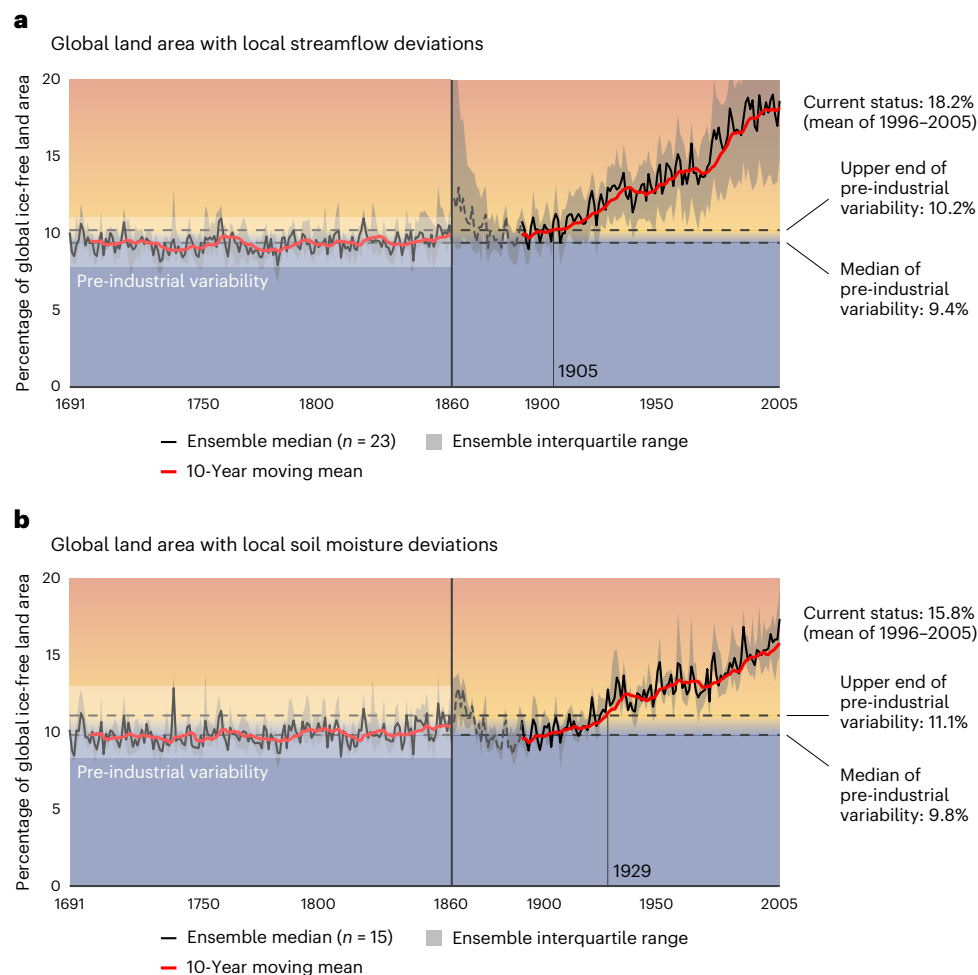 a
Global land area with local streamflow deviations
Percentage of global ice-free land area
20
15
10
5
0
Pre-industrial variability
1905
1691
1750
1800
1860
1900
1950
2005
Current status: 18.2%
(mean of 1996–2005)
Upper end of
pre-industrial
variability: 10.2%
Median of
pre-industrial
variability: 9.4%
Ensemble median (n = 23)
Ensemble interquartile range
10-Year moving mean
b
Global land area with local soil moisture deviations
Percentage of global ice-free land area
20
15
10
5
0
Pre-industrial variability
1929
1691
1750
1800
1860
1900
1950
2005
Current status: 15.8%
(mean of 1996–2005)
Upper end of
pre-industrial
variability: 11.1%
Median of
pre-industrial
variability: 9.8%
Ensemble median (n = 15)
Ensemble interquartile range
10-Year moving mean